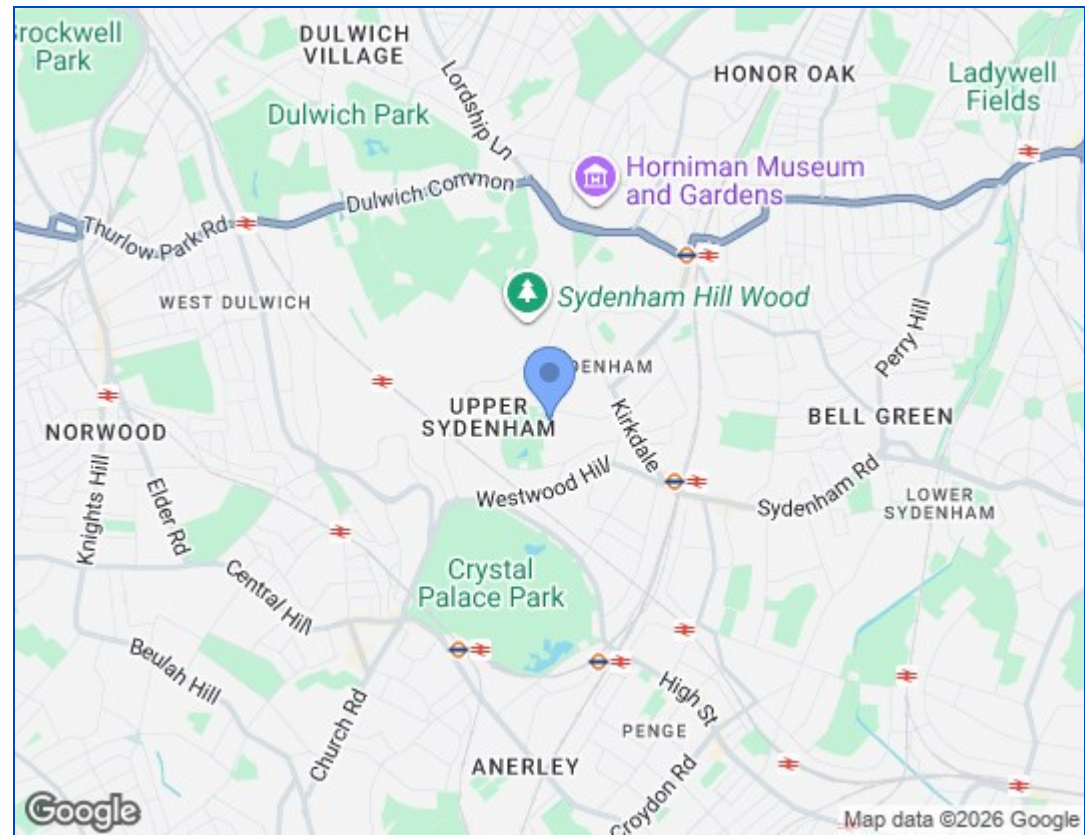 Brockwell
Park
DULWICH
VILLAGE
Lordship Ln
HONOR OAK
Ladywell
Fields
Dulwich Park
Horniman Museum
and Gardens
Dulwich Common
Thurlow Park Rd
WEST DULWICH
Sydenham Hill Wood
Perry Hill
DENHAM
UPPER
SYDENHAM
Kirkdale
BELL GREEN
NORWOOD
Westwood Hill
Sydenham Rd
LOWER
SYDENHAM
Knights Hill
Elder Rd
Central Hill
Crystal
Palace Park
Beulah Hill
Church Rd
High St
PENGE
ANERLEY
Croydon Rd
Google
Map data ©2026 Google